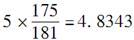 5 × 175/181 = 4.8343